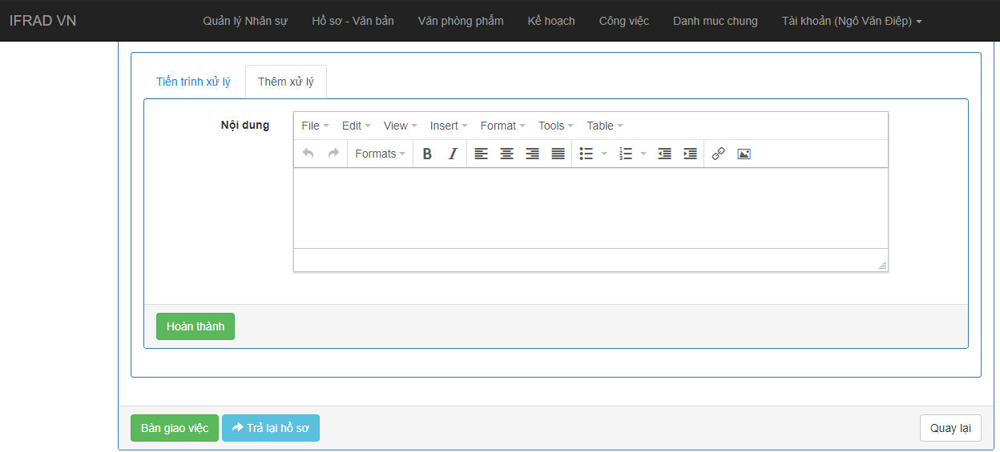 IFRAD VN Quản lý Nhân sự Hồ sơ - Văn bản Văn phòng phẩm Kế hoạch Công việc Danh muc chung Tài khoản (Ngô Văn Điệp)
Tiến trình xử lý Thêm xử lý
Nội dung File Edit View Insert Format Tools Table
Formats B I
Hoàn thành
Bàn giao việc Trả lại hồ sơ Quay lại